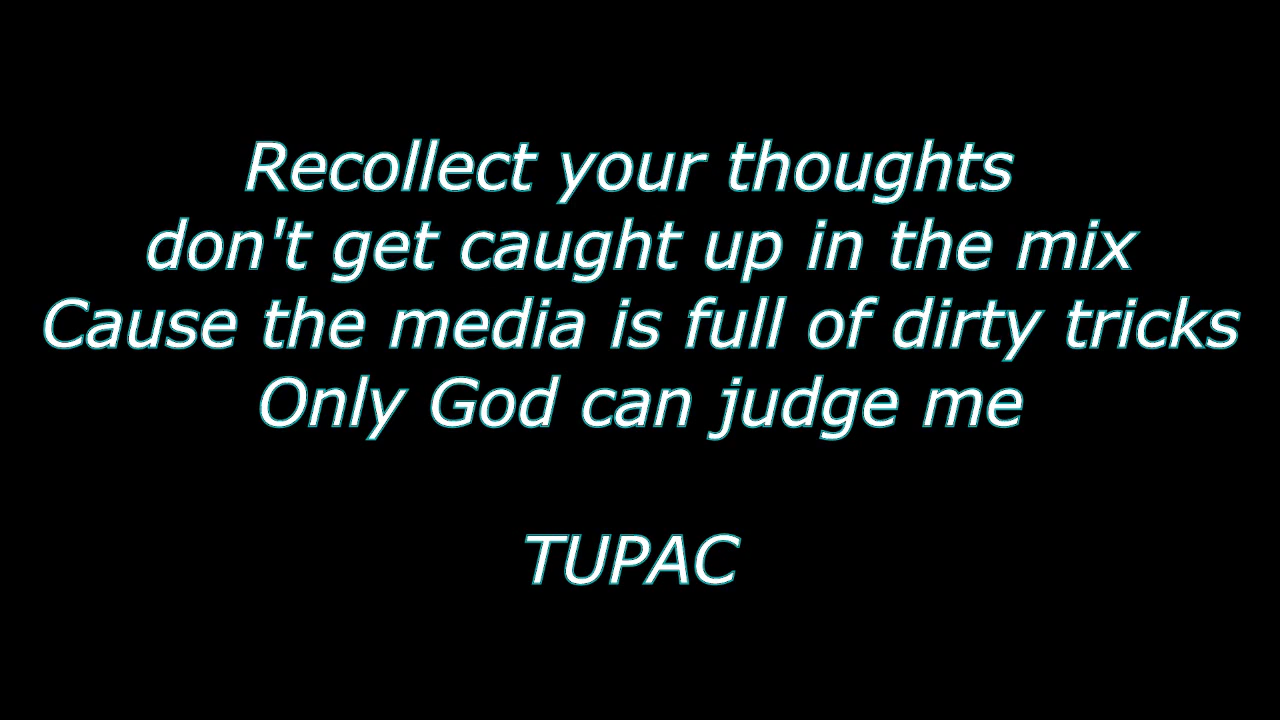 Recollect your thoughts
don't get caught up in the mix
Cause the media is full of dirty tricks
Only God can judge me
TUPAC